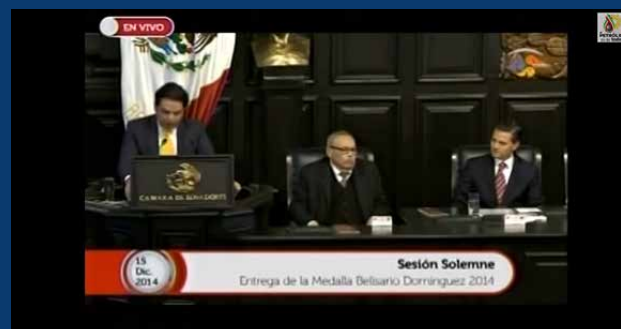 EN VIVO
CAMARA DE SENADORES
15
Dic.
2014
Sesión Solemne
Entrega de la Medalla Belisario Domínguez 2014